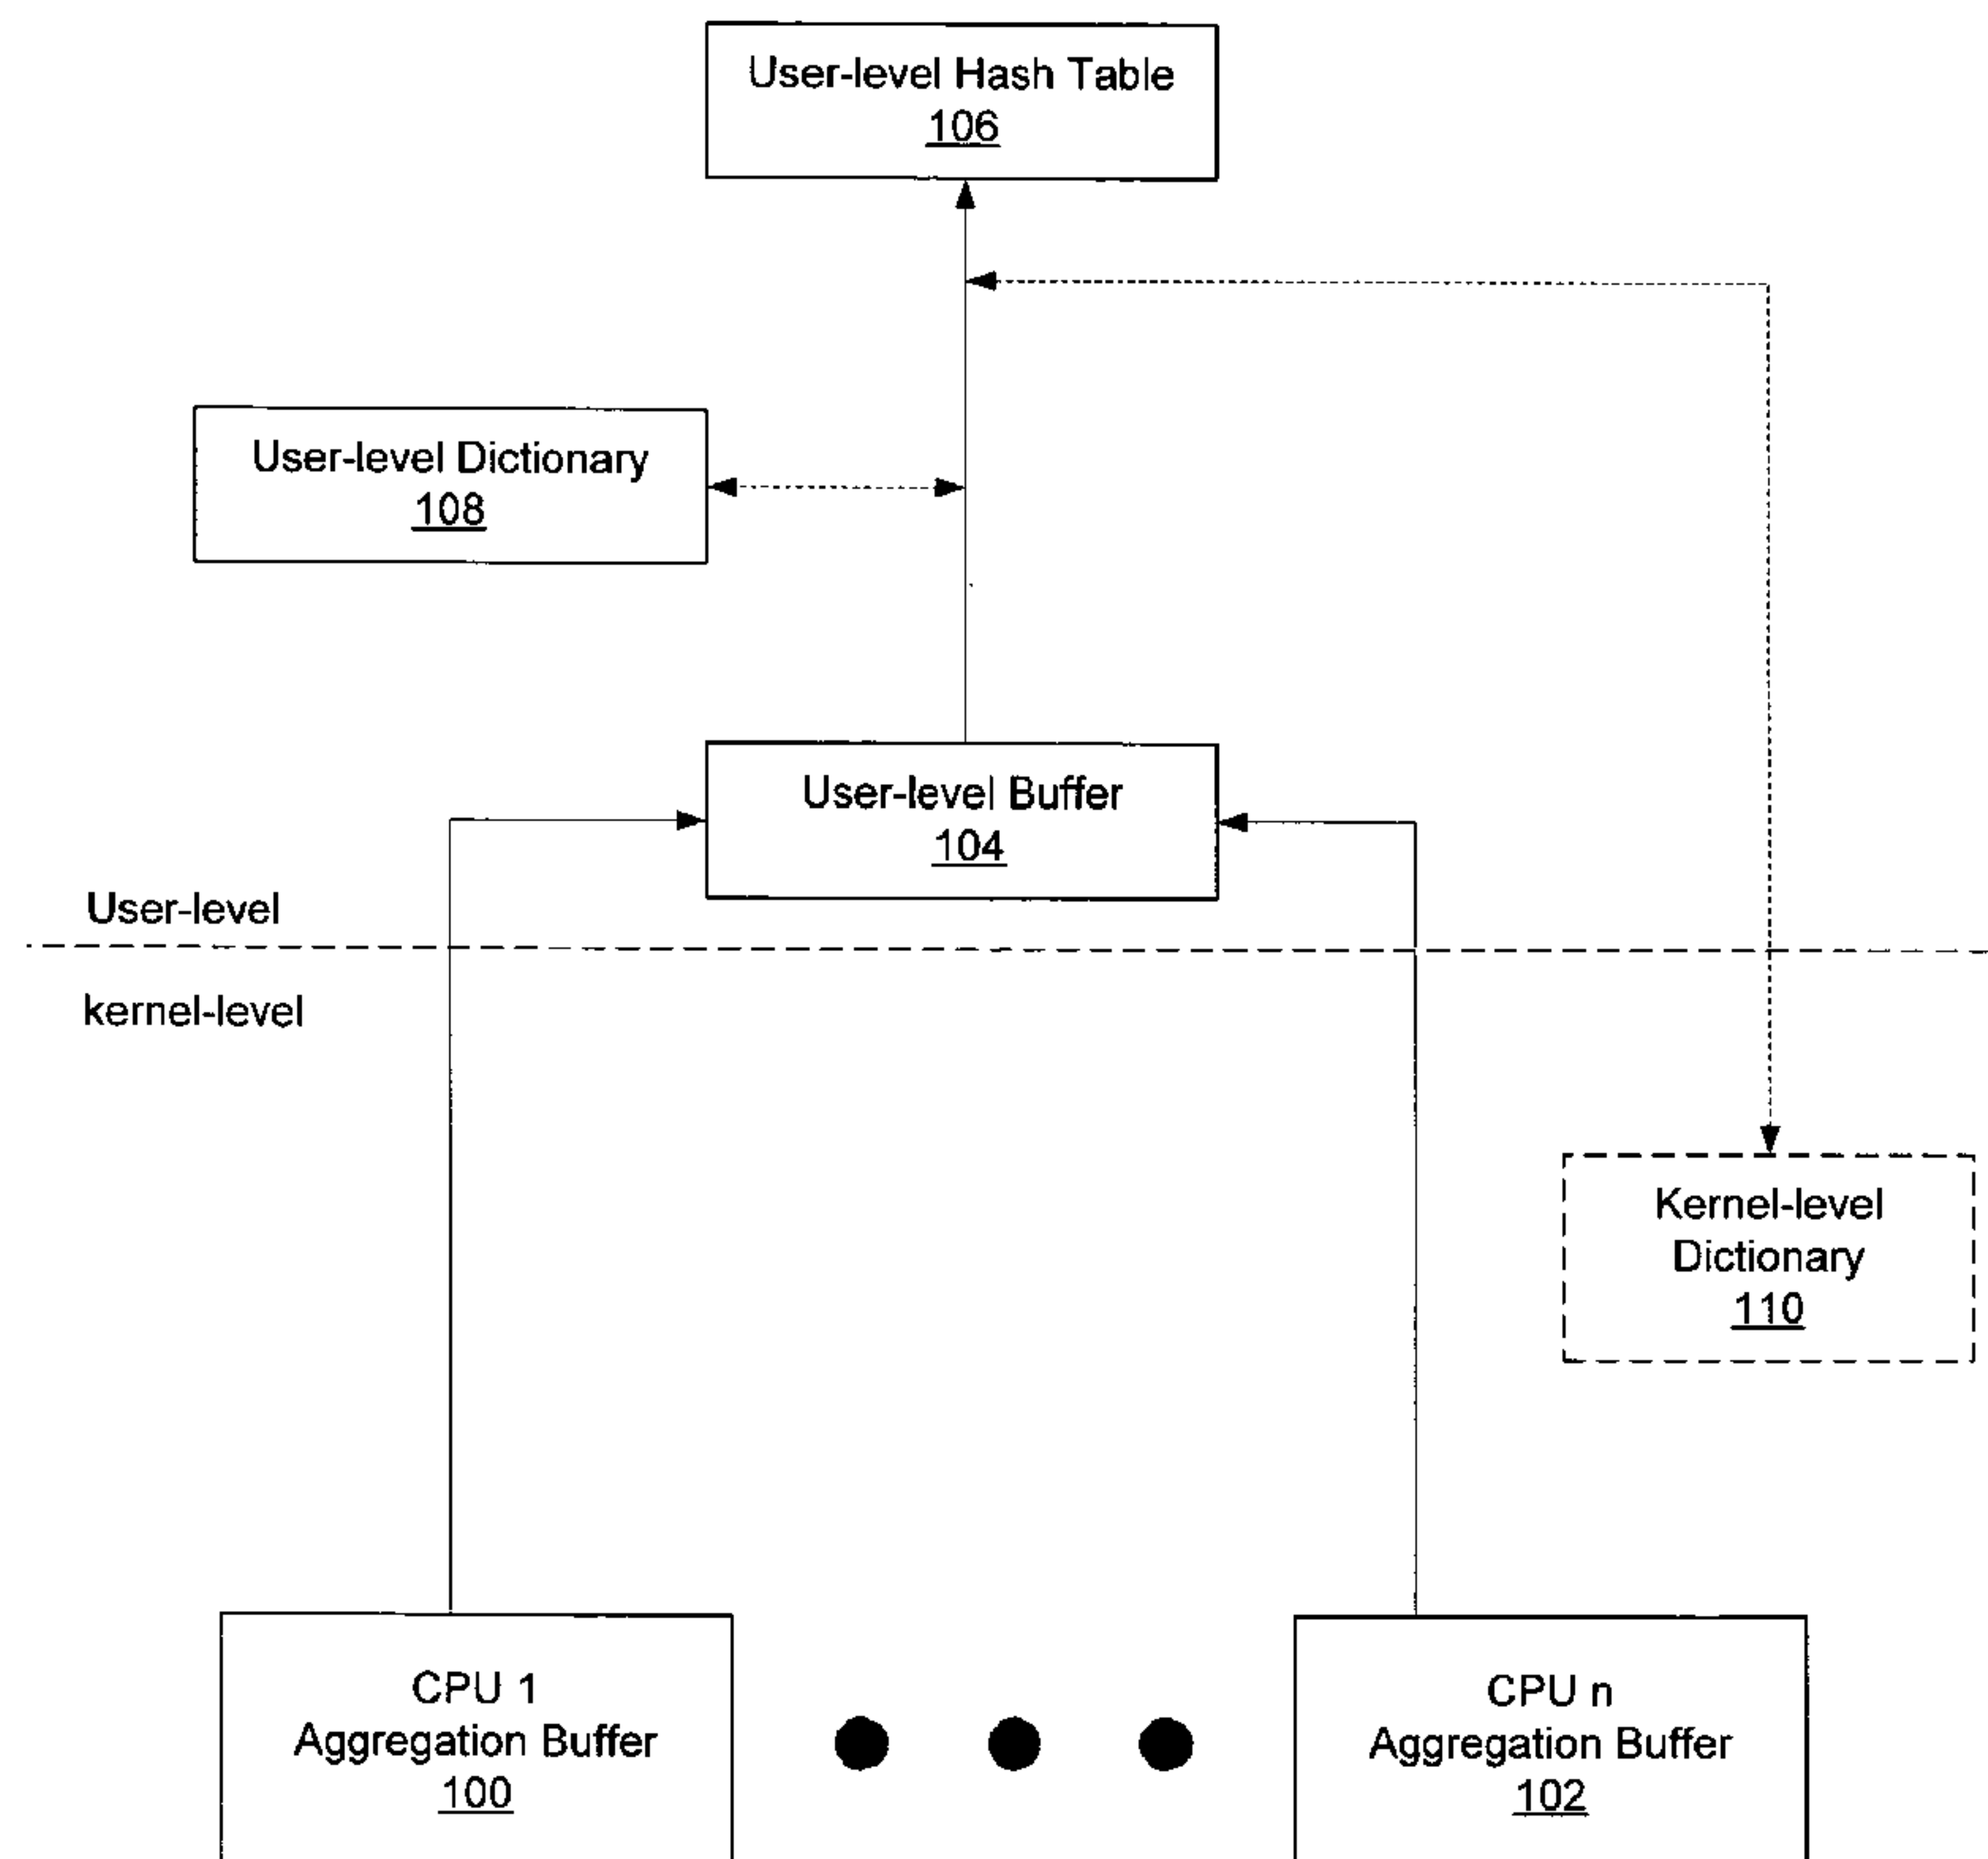 User-level Hash Table
106
User-level Dictionary
108
User-level Buffer
104
User-level
kernel-level
Kernel-level
Dictionary
110
CPU 1
Aggregation Buffer
100
CPU n
Aggregation Buffer
102